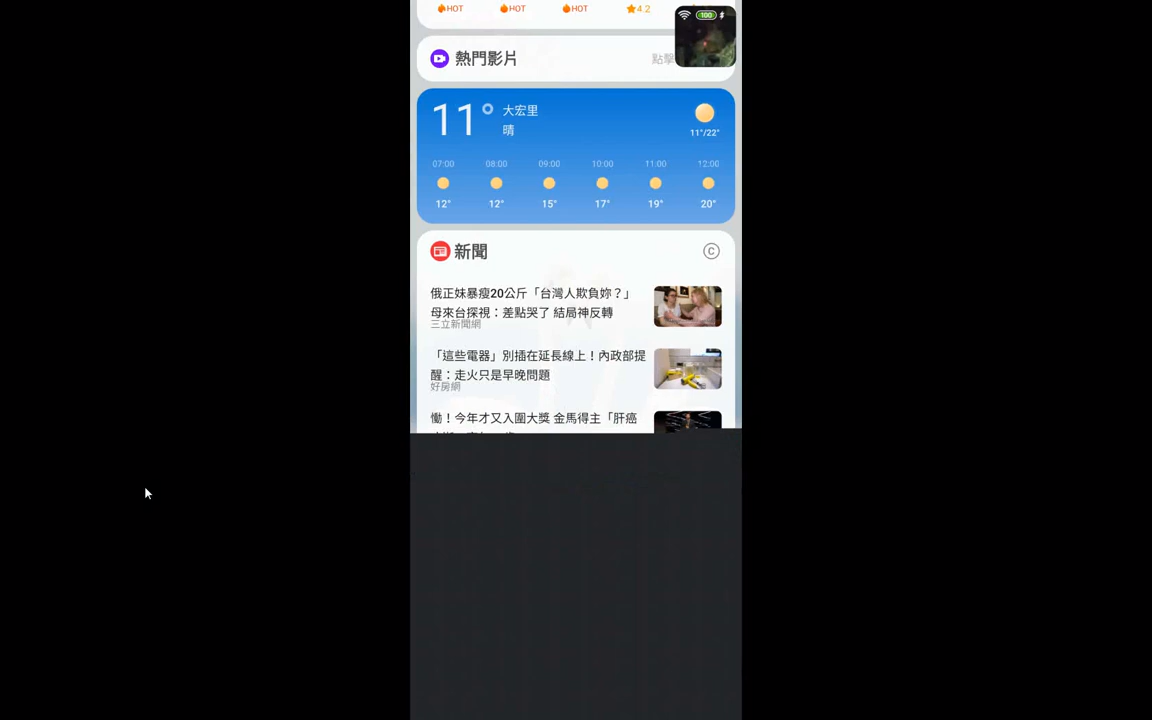 HOT HOT HOT 4.2
100
熱門影片 點擊
11° 大宏里
晴
11°/22°
07:00 08:00 09:00 10:00 11:00 12:00
12° 12° 15° 17° 19° 20°
新聞 C
俄正妹暴瘦20公斤「台灣人欺負妳？」
母來台探視：差點哭了 結局神反轉
三立新聞網
「這些電器」別插在延長線上！內政部提
醒：走火只是早晚問題
好房網
慟！今年才又入圍大獎 金馬得主「肝癌